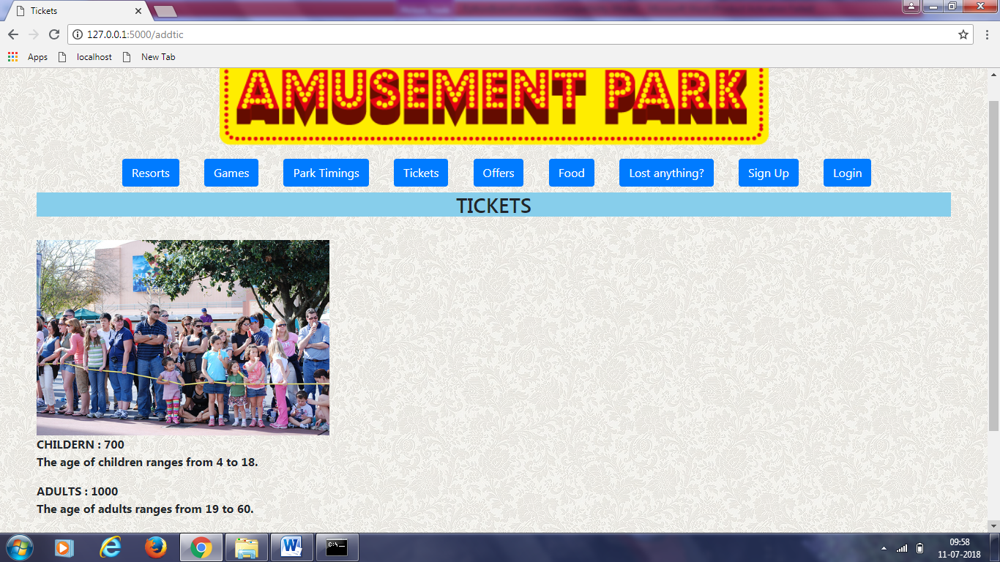 Tickets
127.0.0.1:5000/addtic
Apps localhost New Tab
AMUSEMENT PARK
Resorts Games Park Timings Tickets Offers Food Lost anything? Sign Up Login
TICKETS
CHILDERN : 700
The age of children ranges from 4 to 18.
ADULTS : 1000
The age of adults ranges from 19 to 60.
09:58
11-07-2018